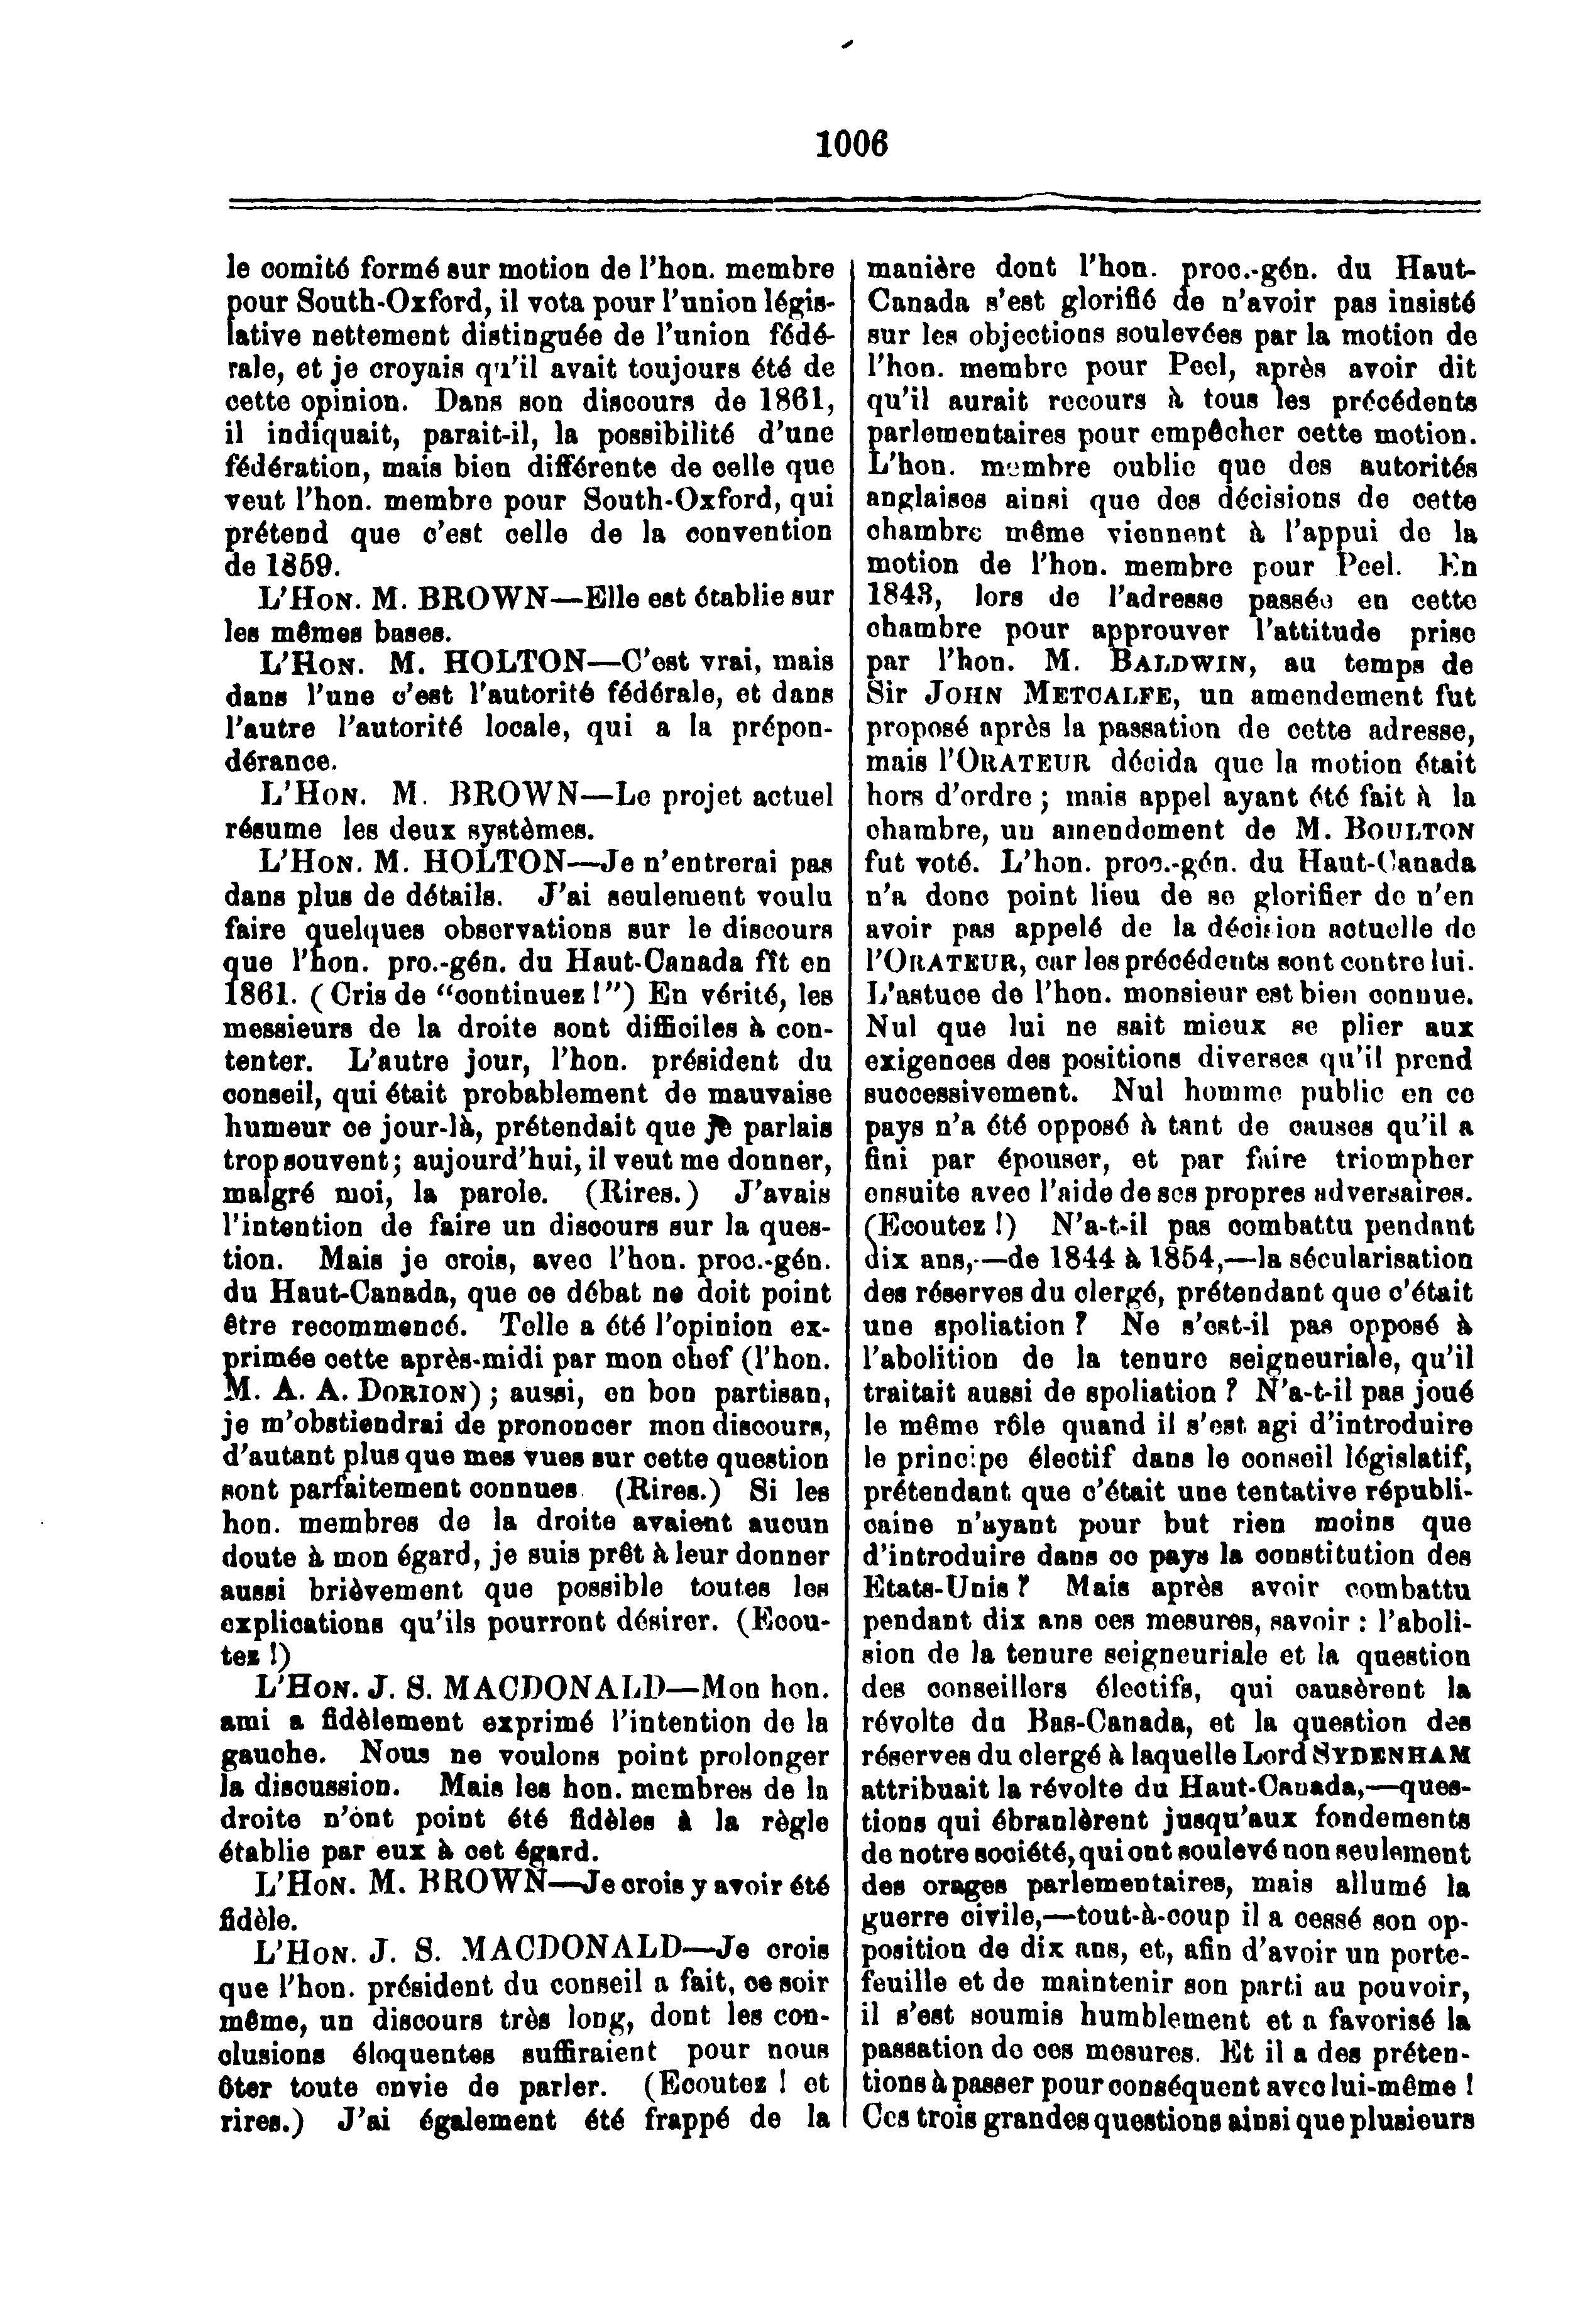 1006
le comité formé sur motion de l'hon. membre
pour South-Oxford, il vota pour l'union légis-
lative nettement distinguée de l'union fédé-
rale, et je croyais qu'il avait toujours été de
cette opinion. Dans son discours de 1861,
il indiquait, parait-il, la possibilité d'une
fédération, mais bien différente de celle que
veut l'hon. membre pour South-Oxford, qui
prétend que c'est celle de la convention
de 1859.
L'HON. M. BROWN—Elle est établie sur
les mêmes bases.
L'HON. M. HOLTON—C'est vrai, mais
dans l'une c'est l'autorité fédérale, et dans
l'autre l'autorité locale, qui a la prépon-
dérance.
L'HON. M. BROWN—Le projet actuel
résume les deux systèmes.
L'HON. M. HOLTON—Je n'entrerai pas
dans plus de détails. J'ai seulement voulu
faire quelques observations sur le discours
que l'hon. pro.-gén. du Haut-Canada fît en
1861. (Cris de "continuez!") En vérité, les
messieurs de la droite sont difficiles à con-
tenter. L'autre jour, l'hon. président du
conseil, qui était probablement de mauvaise
humeur ce jour-là, prétendait que je parlais
trop souvent; aujourd'hui, il veut me donner,
malgré moi, la parole. (Rires.) J'avais
l'intention de faire un discours sur la ques-
tion. Mais je crois, avec l'hon. proc.-gén.
du Haut-Canada, que ce débat ne doit point
être recommencé. Telle a été l'opinion ex-
primée cette après-midi par mon chef (l'hon.
M. A. A. DORION); aussi, en bon partisan,
je m'obstiendrai de prononcer mon discours,
d'autant plus que mes vues sur cette question
sont parfaitement connues. (Rires.) Si les
hon. membres de la droite avaient aucun
doute à mon égard, je suis prêt à leur donner
aussi brièvement que possible toutes les
explications qu'ils pourront désirer. (Ecou-
tez!)
L'HON. J. S. MACDONALD—Mon hon.
ami a fidèlement exprimé l'intention de la
gauche. Nous ne voulons point prolonger
la discussion. Mais les hon. membres de la
droite n'ont point été fidèles à la règle
établie par eux à cet égard.
L'HON. M. BROWN—Je crois y avoir été
fidèle.
L'HON. J. S. MACDONALD—Je crois
que l'hon. président du conseil a fait, ce soir
même, un discours très long, dont les con-
clusions éloquentes suffiraient pour nous
ôter toute envie de parler. (Ecoutez! et
rires.) J'ai également été frappé de la
manière dont l'hon. proc.-gén. du Haut-
Canada s'est glorifié de n'avoir pas insisté
sur les objections soulevées par la motion de
l'hon. membre pour Peel, après avoir dit
qu'il aurait recours à tous les précédents
parlementaires pour empêcher cette motion.
L'hon. membre oublie que des autorités
anglaises ainsi que des décisions de cette
chambre même viennent à l'appui de la
motion de l'hon. membre pour Peel. En
1843, lors de l'adresse passée en cette
chambre pour approuver l'attitude prise
par l'hon. M. BALDWIN, au temps de
Sir JOHN METCALFE, un amendement fut
proposé après la passation de cette adresse,
mais l'ORATEUR décida que la motion était
hors d'ordre; mais appel ayant été fait à la
chambre, un amendement de M. BOULTON
fut voté. L'hon. proc.-gén. du Haut-Canada
n'a donc point lieu de se glorifier de n'en
avoir pas appelé de la décision actuelle de
l'ORATEUR, car les précédents sont contre lui.
L'astuce de l'hon. monsieur est bien connue.
Nul que lui ne sait mieux se plier aux
exigences des positions diverses qu'il prend
successivement. Nul homme public en ce
pays n'a été opposé à tant de causes qu'il a
fini par épouser, et par faire triompher
ensuite avec l'aide de ses propres adversaires.
(Ecoutez!) N'a-t-il pas combattu pendant
dix ans,—de 1844 à 1854,—la sécularisation
des réserves du clergé, prétendant que c'était
une spoliation? Ne s'est-il pas opposé à
l'abolition de la tenure seigneuriale, qu'il
traitait aussi de spoliation? N'a-t-il pas joué
le même rôle quand il s'est agi d'introduire
le principe électif dans le conseil législatif,
prétendant que c'était une tentative républi-
caine n'ayant pour but rien moins que
d'introduire dans ce pays la constitution des
Etats-Unis? Mais après avoir combattu
pendant dix ans ces mesures, savoir: l'aboli-
sion de la tenure seigneuriale et la question
des conseillers électifs, qui causèrent la
révolte du Bas-Canada, et la question des
réserves du clergé à laquelle Lord SYDENHAM
attribuait la révolte du Haut-Canada,—ques-
tions qui ébranlèrent jusqu'aux fondements
de notre société, qui ont soulevé non seulement
des orages parlementaires, mais allumé la
guerre civile,—tout-à-coup il a cessé son op-
position de dix ans, et, afin d'avoir un porte-
feuille et de maintenir son parti au pouvoir,
il s'est soumis humblement et a favorisé la
passation de ces mesures. Et il a des préten-
tions à passer pour conséquent avec lui-même!
Ces trois grandes questions ainsi que plusieurs